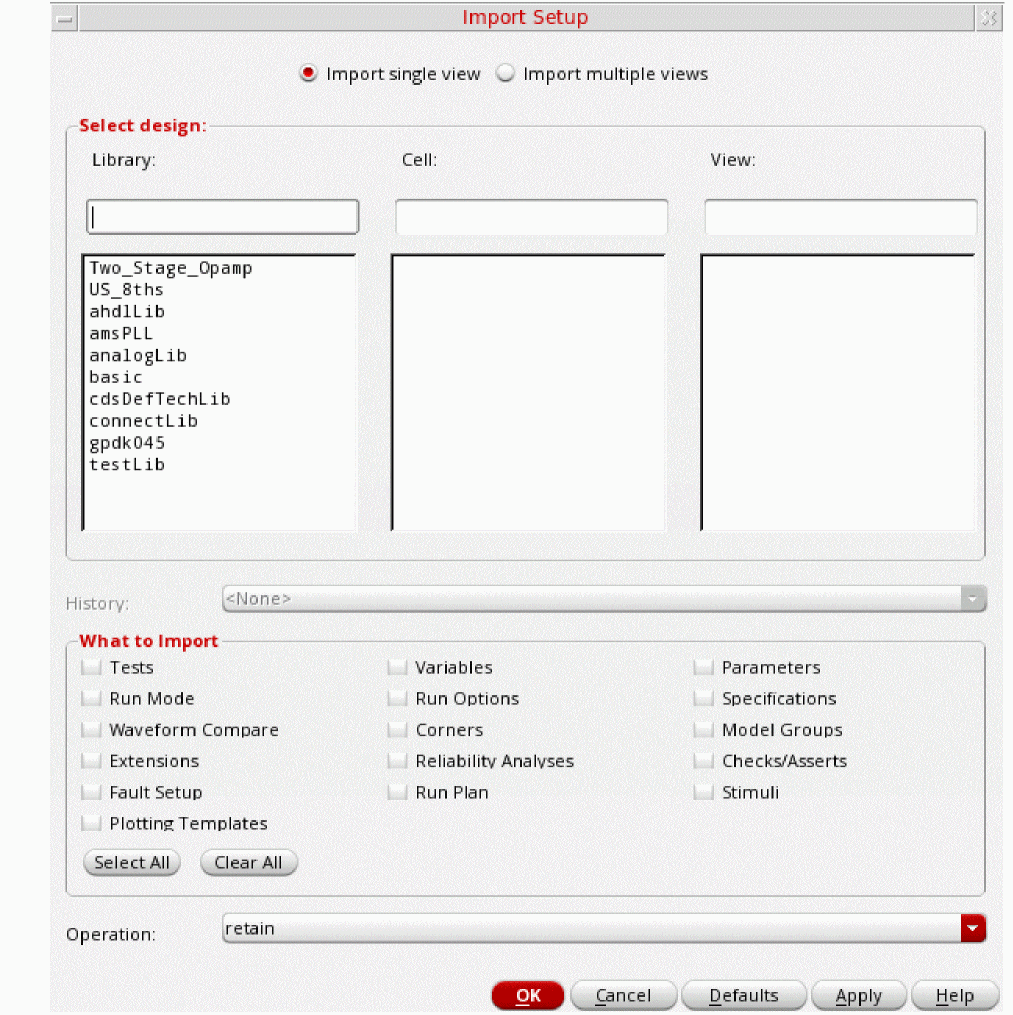 Import Setup
Import single view Import multiple views
Select design:
Library: Cell: View:
Two_Stage_Opamp
US_8ths
ahdlLib
amsPLL
analogLib
basic
cdsDefTechLib
connectLib
gpdk045
testLib
History: <None>
What to Import
Tests Variables Parameters
Run Mode Run Options Specifications
Waveform Compare Corners Model Groups
Extensions Reliability Analyses Checks/Asserts
Fault Setup Run Plan Stimuli
Plotting Templates
Select All Clear All
Operation: retain
OK Cancel Defaults Apply Help